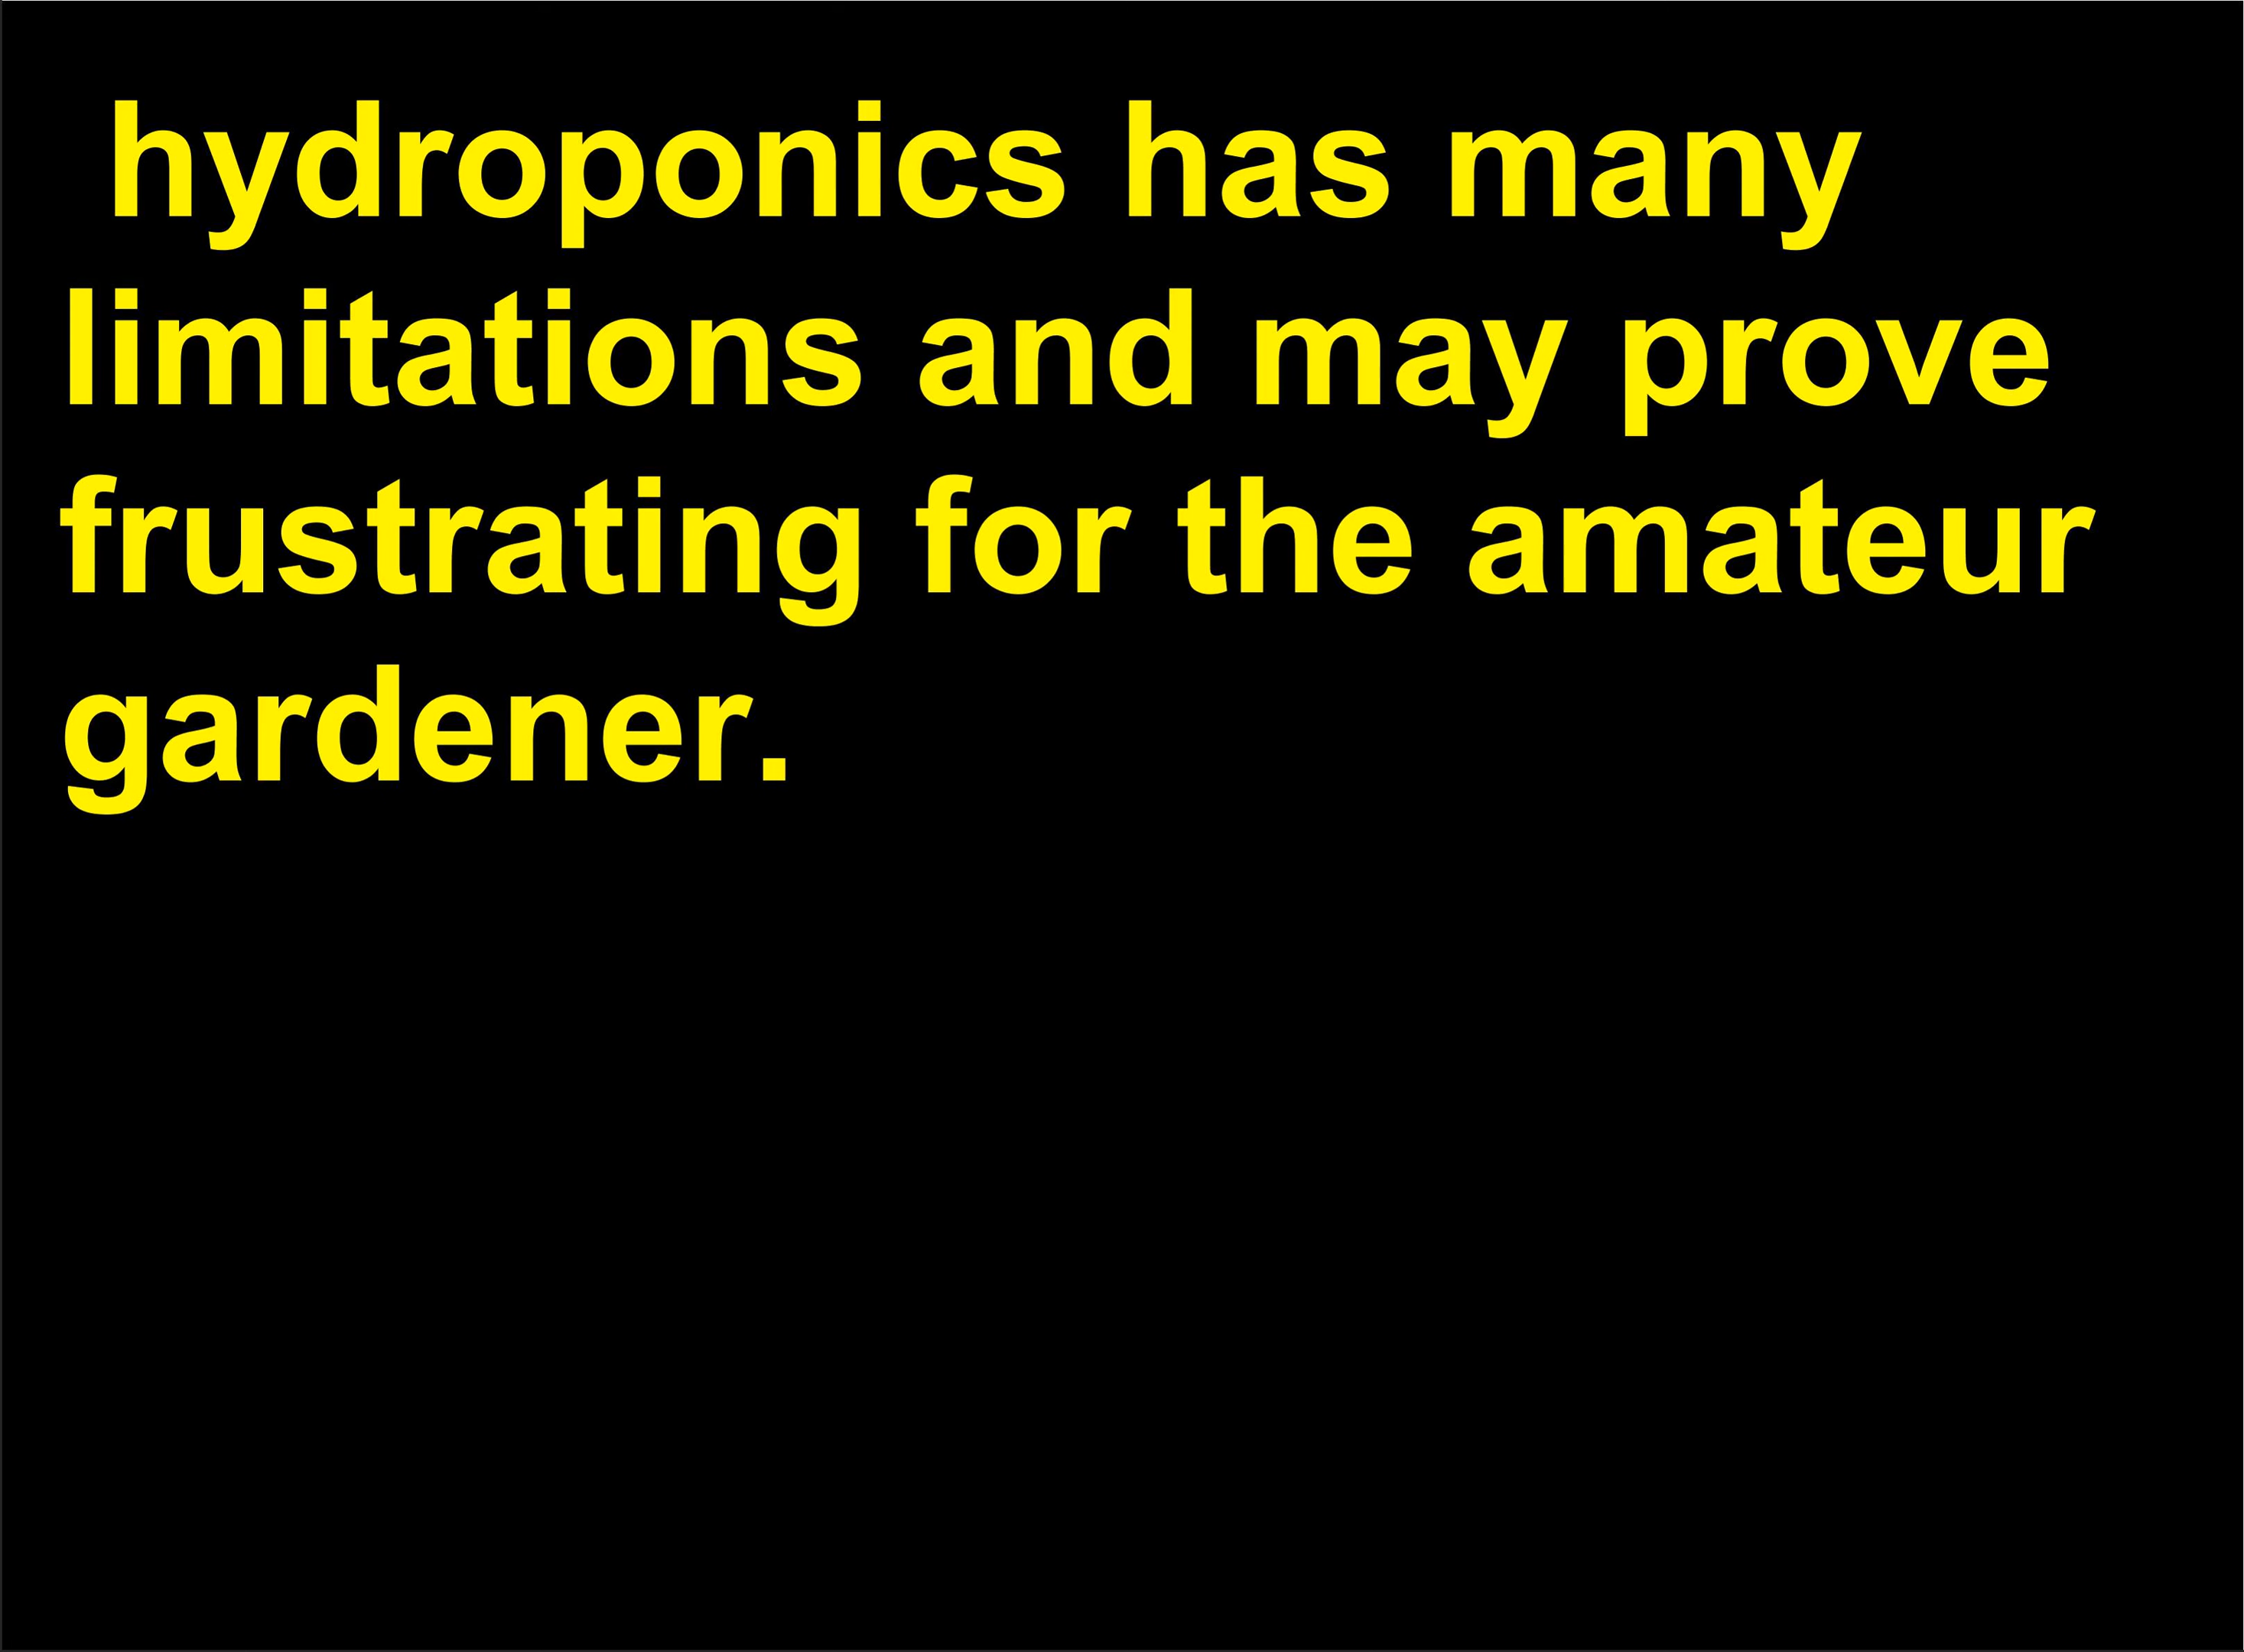 hydroponics has many
limitations and may prove
frustrating for the amateur
gardener.